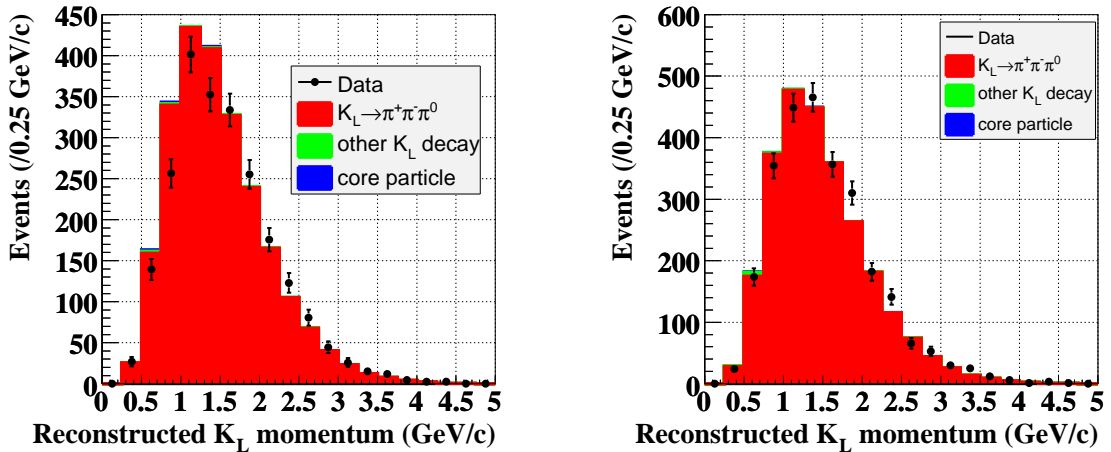 Events (/0.25 GeV/c)
450
400
350
300
250
200
150
100
50
0
0 0.5 1 1.5 2 2.5 3 3.5 4 4.5 5
Reconstructed K_L momentum (GeV/c)
Data
K_L→π⁺π⁻π⁰
other K_L decay
core particle
Events (/0.25 GeV/c)
600
500
400
300
200
100
0
0 0.5 1 1.5 2 2.5 3 3.5 4 4.5 5
Reconstructed K_L momentum (GeV/c)
Data
K_L→π⁺π⁻π⁰
other K_L decay
core particle